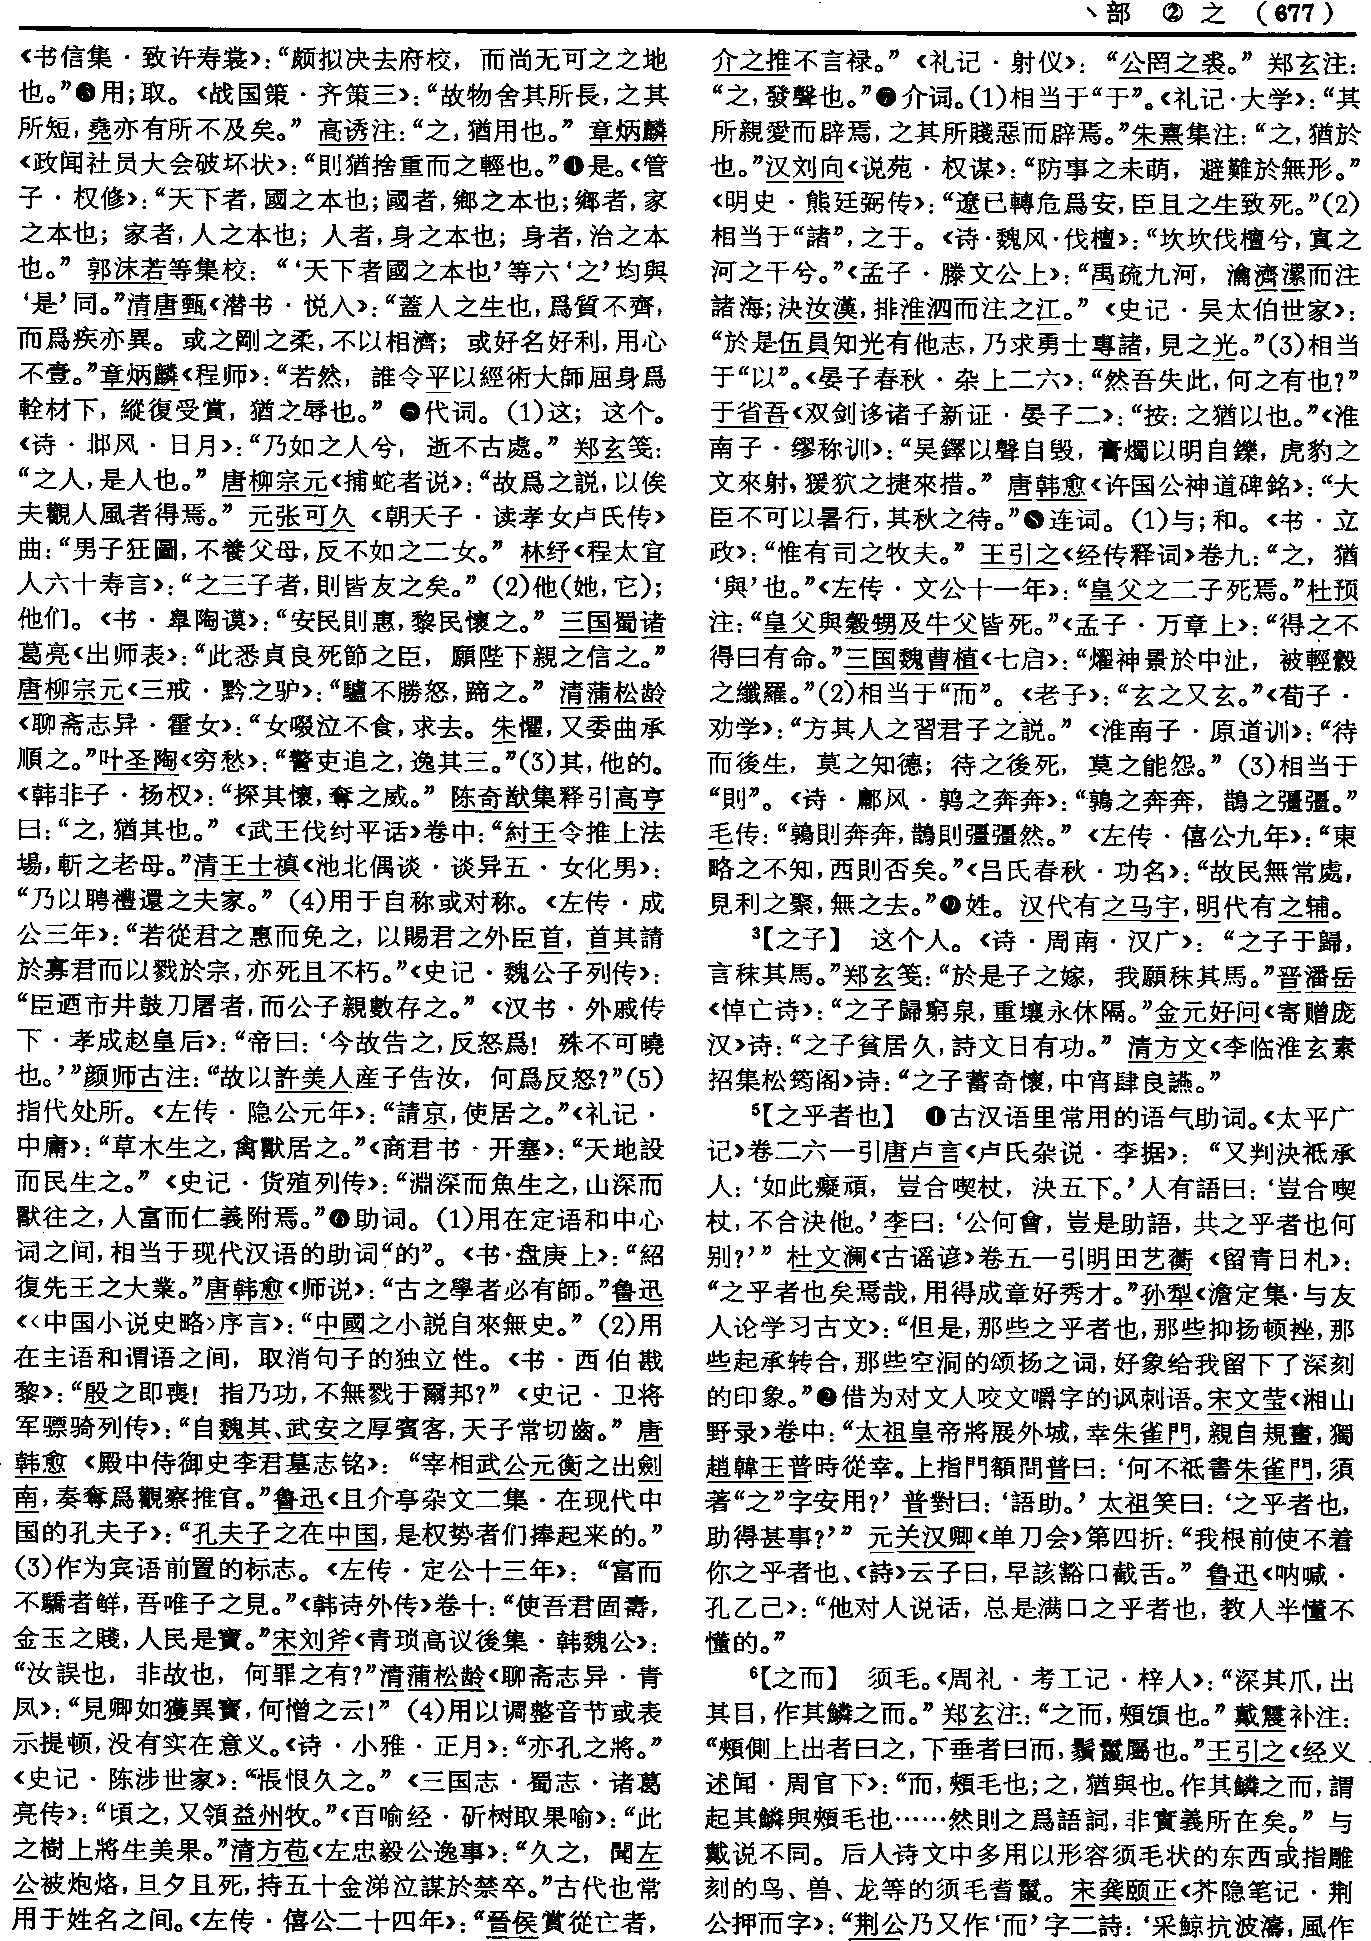 丶部 ② 之 (677)
《书信集·致许寿裳》：“颇拟决去府校，而尚无可之之地
也。”❸用；取。《战国策·齐策三》：“故物舍其所長，之其
所短，堯亦有所不及矣。”高诱注：“之，猶用也。”章炳麟
《政闻社员大会破坏状》：“則猶捨重而之輕也。”❹是。《管
子·权修》：“天下者，國之本也；國者，鄉之本也；鄉者，家
之本也；家者，人之本也；人者，身之本也；身者，治之本
也。”郭沫若等集校：“‘天下者國之本也’等六‘之’均與
‘是’同。”清唐甄《潜书·悦入》：“蓋人之生也，爲質不齊，
而爲疾亦異。或之剛之柔，不以相濟；或好名好利，用心
不壹。”章炳麟《程师》：“若然，誰令平以經術大師屈身爲
輇材下，縱復受賞，猶之辱也。”❺代词。(1)这；这个。
《诗·邶风·日月》：“乃如之人兮，逝不古處。”郑玄笺：
“之人，是人也。”唐柳宗元《捕蛇者说》：“故爲之説，以俟
夫觀人風者得焉。”元张可久《朝天子·读孝女卢氏传》
曲：“男子狂圖，不養父母，反不如之二女。”林纾《程太宜
人六十寿言》：“之三子者，則皆友之矣。”(2)他(她，它)；
他们。《书·臯陶谟》：“安民則惠，黎民懷之。”三国蜀诸
葛亮《出师表》：“此悉貞良死節之臣，願陛下親之信之。”
唐柳宗元《三戒·黔之驴》：“驢不勝怒，蹄之。”清蒲松龄
《聊斋志异·霍女》：“女啜泣不食，求去。朱懼，又委曲承
順之。”叶圣陶《穷愁》：“警吏追之，逸其三。”(3)其，他的。
《韩非子·扬权》：“探其懷，奪之威。”陈奇猷集释引高亨
曰：“之，猶其也。”《武王伐纣平话》卷中：“紂王令推上法
場，斬之老母。”清王士禛《池北偶谈·谈异五·女化男》：
“乃以聘禮還之夫家。”(4)用于自称或对称。《左传·成
公三年》：“若從君之惠而免之，以賜君之外臣首，首其請
於寡君而以戮於宗，亦死且不朽。”《史记·魏公子列传》：
“臣迺市井鼓刀屠者，而公子親數存之。”《汉书·外戚传
下·孝成赵皇后》：“帝曰：‘今故告之，反怒爲！殊不可曉
也。’”颜师古注：“故以許美人産子告汝，何爲反怒？”(5)
指代处所。《左传·隐公元年》：“請京，使居之。”《礼记·
中庸》：“草木生之，禽獸居之。”《商君书·开塞》：“天地設
而民生之。”《史记·货殖列传》：“淵深而魚生之，山深而
獸往之，人富而仁義附焉。”❻助词。(1)用在定语和中心
词之间，相当于现代汉语的助词“的”。《书·盘庚上》：“紹
復先王之大業。”唐韩愈《师说》：“古之學者必有師。”鲁迅
《〈中国小说史略〉序言》：“中國之小説自來無史。”(2)用
在主语和谓语之间，取消句子的独立性。《书·西伯戡
黎》：“殷之即喪！指乃功，不無戮于爾邦？”《史记·卫将
军骠骑列传》：“自魏其、武安之厚賓客，天子常切齒。”唐
韩愈《殿中侍御史李君墓志铭》：“宰相武公元衡之出劍
南，奏奪爲觀察推官。”鲁迅《且介亭杂文二集·在现代中
国的孔夫子》：“孔夫子之在中国，是权势者们捧起来的。”
(3)作为宾语前置的标志。《左传·定公十三年》：“富而
不驕者鲜，吾唯子之見。”《韩诗外传》卷十：“使吾君固壽，
金玉之賤，人民是寳。”宋刘斧《青琐高议後集·韩魏公》：
“汝誤也，非故也，何罪之有？”清蒲松龄《聊斋志异·青
凤》：“見卿如獲異寳，何憎之云！”(4)用以调整音节或表
示提顿，没有实在意义。《诗·小雅·正月》：“亦孔之將。”
《史记·陈涉世家》：“悵恨久之。”《三国志·蜀志·诸葛
亮传》：“頃之，又領益州牧。”《百喻经·斫树取果喻》：“此
之樹上將生美果。”清方苞《左忠毅公逸事》：“久之，聞左
公被炮烙，旦夕且死，持五十金涕泣謀於禁卒。”古代也常
用于姓名之间。《左传·僖公二十四年》：“晉侯賞從亡者，
介之推不言禄。”《礼记·射仪》：“公罔之裘。”郑玄注：
“之，發聲也。”❼介词。(1)相当于“于”。《礼记·大学》：“其
所親愛而辟焉，之其所賤惡而辟焉。”朱熹集注：“之，猶於
也。”汉刘向《说苑·权谋》：“防事之未萌，避難於無形。”
《明史·熊廷弼传》：“遼已轉危爲安，臣且之生致死。”(2)
相当于“諸”，之于。《诗·魏风·伐檀》：“坎坎伐檀兮，寘之
河之干兮。”《孟子·滕文公上》：“禹疏九河，瀹濟漯而注
諸海；決汝漢，排淮泗而注之江。”《史记·吴太伯世家》：
“於是伍員知光有他志，乃求勇士專諸，見之光。”(3)相当
于“以”。《晏子春秋·杂上二六》：“然吾失此，何之有也？”
于省吾《双剑誃诸子新证·晏子二》：“按：之猶以也。”《淮
南子·缪称训》：“吴鐸以聲自毁，膏燭以明自鑠，虎豹之
文來射，猨狖之捷來措。”唐韩愈《许国公神道碑銘》：“大
臣不可以暑行，其秋之待。”❽连词。(1)与；和。《书·立
政》：“惟有司之牧夫。”王引之《经传释词》卷九：“之，猶
‘與’也。”《左传·文公十一年》：“皇父之二子死焉。”杜预
注：“皇父與穀甥及牛父皆死。”《孟子·万章上》：“得之不
得曰有命。”三国魏曹植《七启》：“燿神景於中沚，被輕縠
之纖羅。”(2)相当于“而”。《老子》：“玄之又玄。”《荀子·
劝学》：“方其人之習君子之説。”《淮南子·原道训》：“待
而後生，莫之知德；待之後死，莫之能怨。”(3)相当于
“則”。《诗·鄘风·鹑之奔奔》：“鶉之奔奔，鵲之彊彊。”
毛传：“鶉則奔奔，鵲則彊彊然。”《左传·僖公九年》：“東
略之不知，西則否矣。”《吕氏春秋·功名》：“故民無常處，
見利之聚，無之去。”❾姓。汉代有之马宇，明代有之辅。
³【之子】 这个人。《诗·周南·汉广》：“之子于歸，
言秣其馬。”郑玄笺：“於是子之嫁，我願秣其馬。”晋潘岳
《悼亡诗》：“之子歸窮泉，重壤永休隔。”金元好问《寄赠庞
汉》诗：“之子貧居久，詩文日有功。”清方文《李临淮玄素
招集松筠阁》诗：“之子蓄奇懷，中宵肆良讌。”
⁵【之乎者也】 ❶古汉语里常用的语气助词。《太平广
记》卷二六一引唐卢言《卢氏杂说·李据》：“又判決祗承
人：‘如此癡頑，豈合喫杖，決五下。’人有語曰：‘豈合喫
杖，不合決他。’李曰：‘公何會，豈是助語，共之乎者也何
别？’”杜文澜《古谣谚》卷五一引明田艺蘅《留青日札》：
“之乎者也矣焉哉，用得成章好秀才。”孙犁《澹定集·与友
人论学习古文》：“但是，那些之乎者也，那些抑扬顿挫，那
些起承转合，那些空洞的颂扬之词，好象给我留下了深刻
的印象。”❷借为对文人咬文嚼字的讽刺语。宋文莹《湘山
野录》卷中：“太祖皇帝將展外城，幸朱雀門，親自規畫，獨
趙韓王普時從幸。上指門額問普曰：‘何不祗書朱雀門，須
著“之”字安用？’普對曰：‘語助。’太祖笑曰：‘之乎者也，
助得甚事？’”元关汉卿《单刀会》第四折：“我根前使不着
你之乎者也、《詩》云子曰，早該豁口截舌。”鲁迅《呐喊·
孔乙己》：“他对人说话，总是满口之乎者也，教人半懂不
懂的。”
⁶【之而】 须毛。《周礼·考工记·梓人》：“深其爪，出
其目，作其鱗之而。”郑玄注：“之而，頰頌也。”戴震补注：
“頰側上出者曰之，下垂者曰而，鬚鬣屬也。”王引之《经义
述闻·周官下》：“而，頰毛也；之，猶與也。作其鱗之而，謂
起其鱗與頰毛也……然則之爲語詞，非實義所在矣。”与
戴说不同。后人诗文中多用以形容须毛状的东西或指雕
刻的鸟、兽、龙等的须毛耆鬣。宋龚颐正《芥隐笔记·荆
公押而字》：“荆公乃又作‘而’字二詩：‘采鲸抗波濤，風作